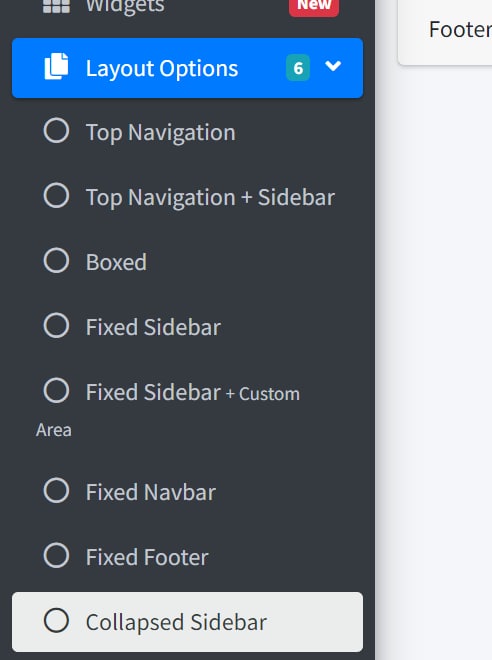 Widgets New
Layout Options 6
Top Navigation
Top Navigation + Sidebar
Boxed
Fixed Sidebar
Fixed Sidebar + Custom
Area
Fixed Navbar
Fixed Footer
Collapsed Sidebar
Footer